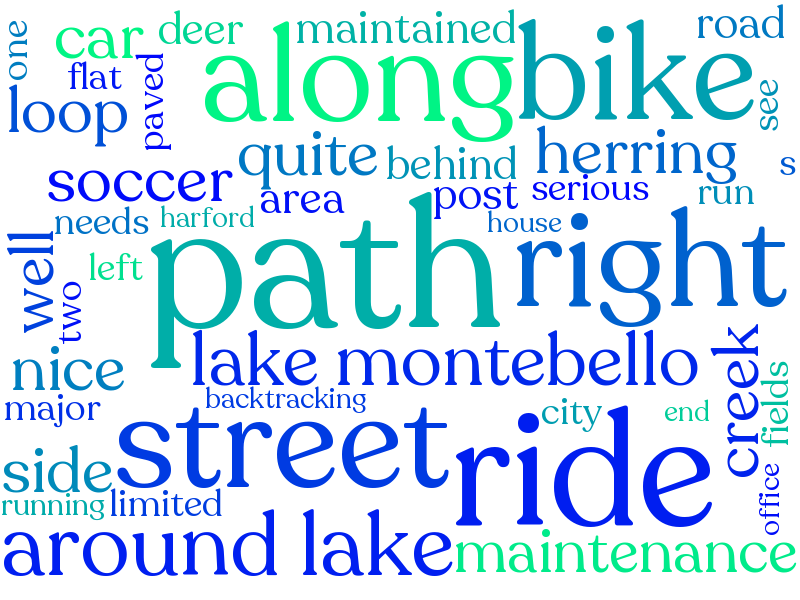 one
car
deer
maintained
road
flat
paved
along
bike
see
loop
quite
behind
herring
s
soccer
area
post
serious
run
needs
harford
house
well
two
left
path
right
nice
lake montebello
creek
fields
major
backtracking
city
end
side
street
ride
office
running
limited
around lake
maintenance